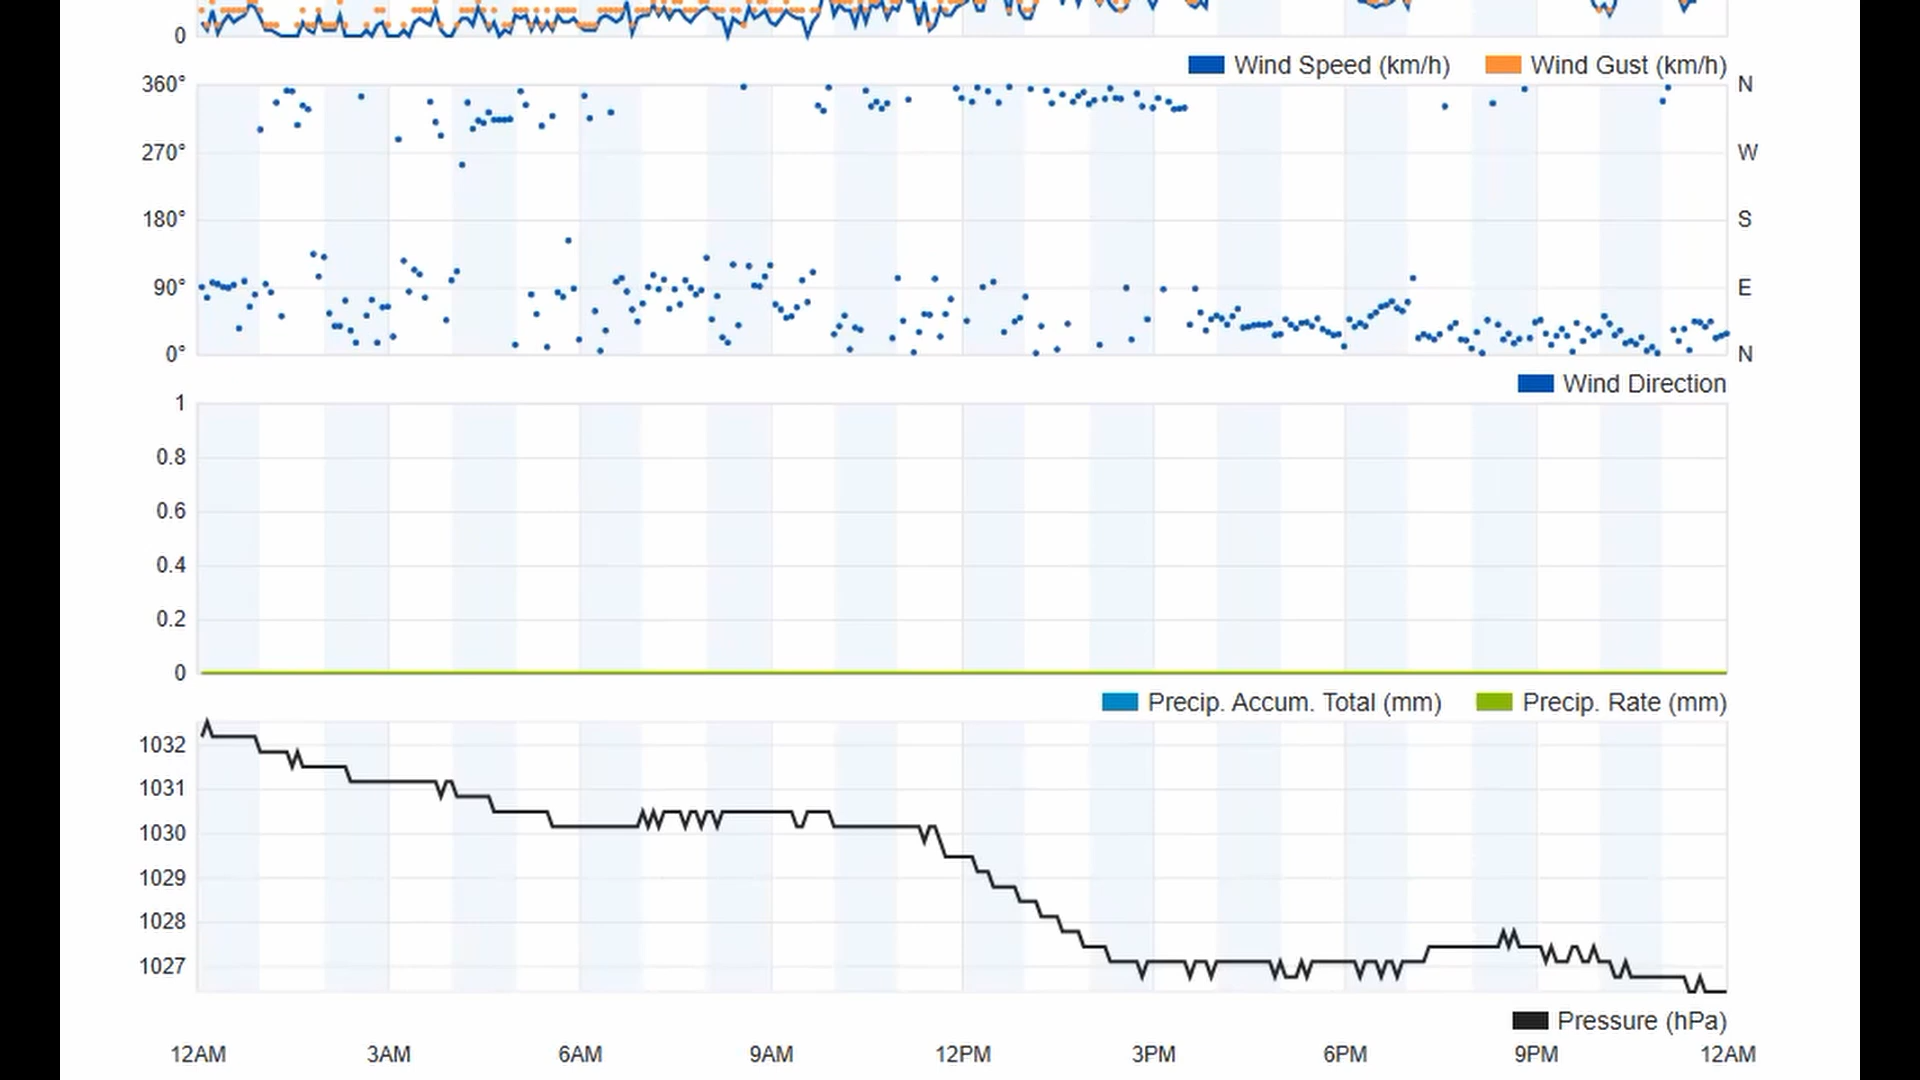 0
Wind Speed (km/h) Wind Gust (km/h)
360° N
270° W
180° S
90° E
0° N
Wind Direction
1
0.8
0.6
0.4
0.2
0
Precip. Accum. Total (mm) Precip. Rate (mm)
1032
1031
1030
1029
1028
1027
Pressure (hPa)
12AM 3AM 6AM 9AM 12PM 3PM 6PM 9PM 12AM